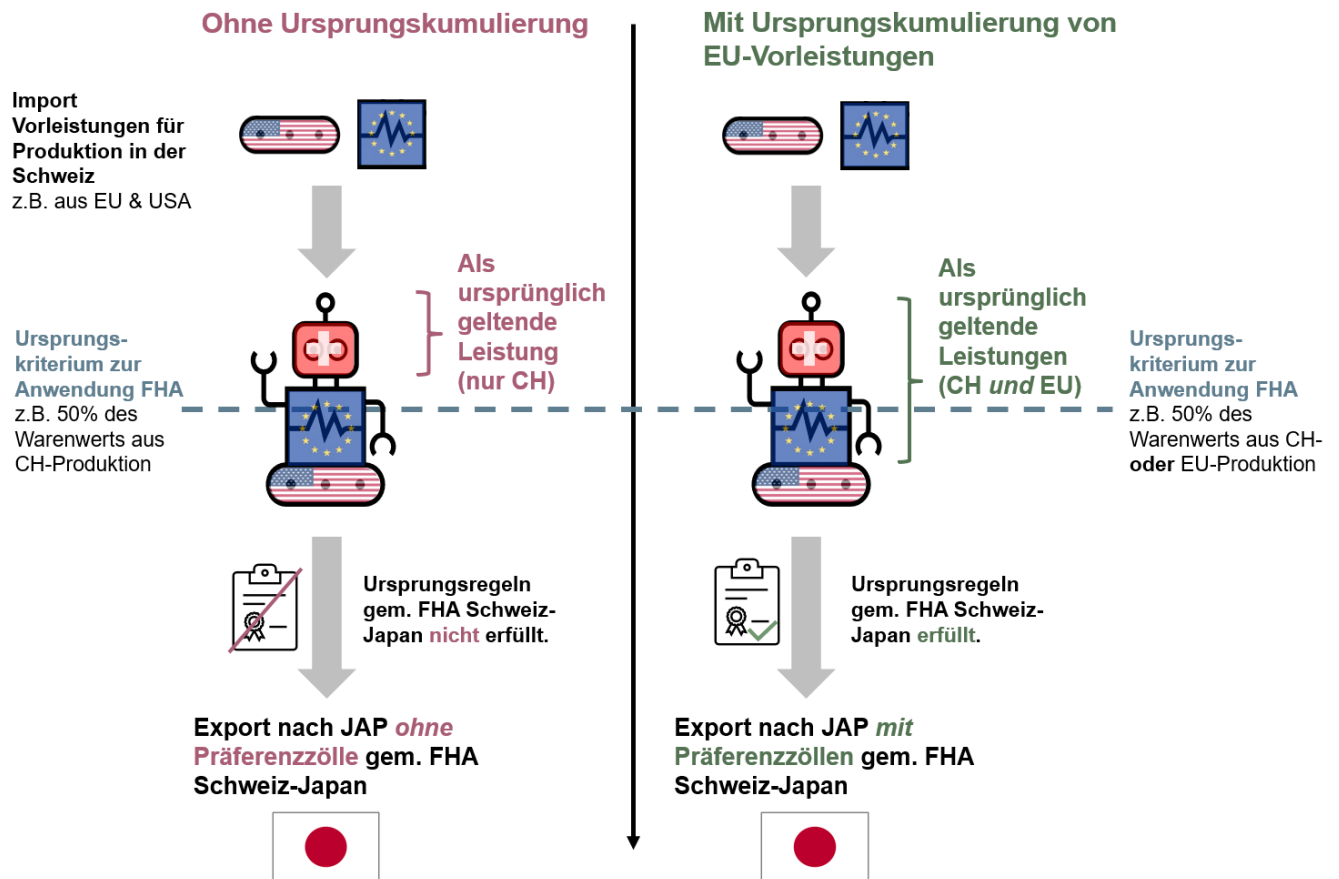 Ohne Ursprungskumulierung
Mit Ursprungskumulierung von
EU-Vorleistungen
Import
Vorleistungen für
Produktion in der
Schweiz
z.B. aus EU & USA
Als
ursprünglich
geltende
Leistung
(nur CH)
Als
ursprünglich
geltende
Leistungen
(CH und EU)
Ursprungs-
kriterium zur
Anwendung FHA
z.B. 50% des
Warenwerts aus
CH-Produktion
Ursprungs-
kriterium zur
Anwendung FHA
z.B. 50% des
Warenwerts aus CH-
oder EU-Produktion
Ursprungsregeln
gem. FHA Schweiz-
Japan nicht erfüllt.
Ursprungsregeln
gem. FHA Schweiz-
Japan erfüllt.
Export nach JAP ohne
Präferenzzölle gem. FHA
Schweiz-Japan
Export nach JAP mit
Präferenzzöllen gem. FHA
Schweiz-Japan